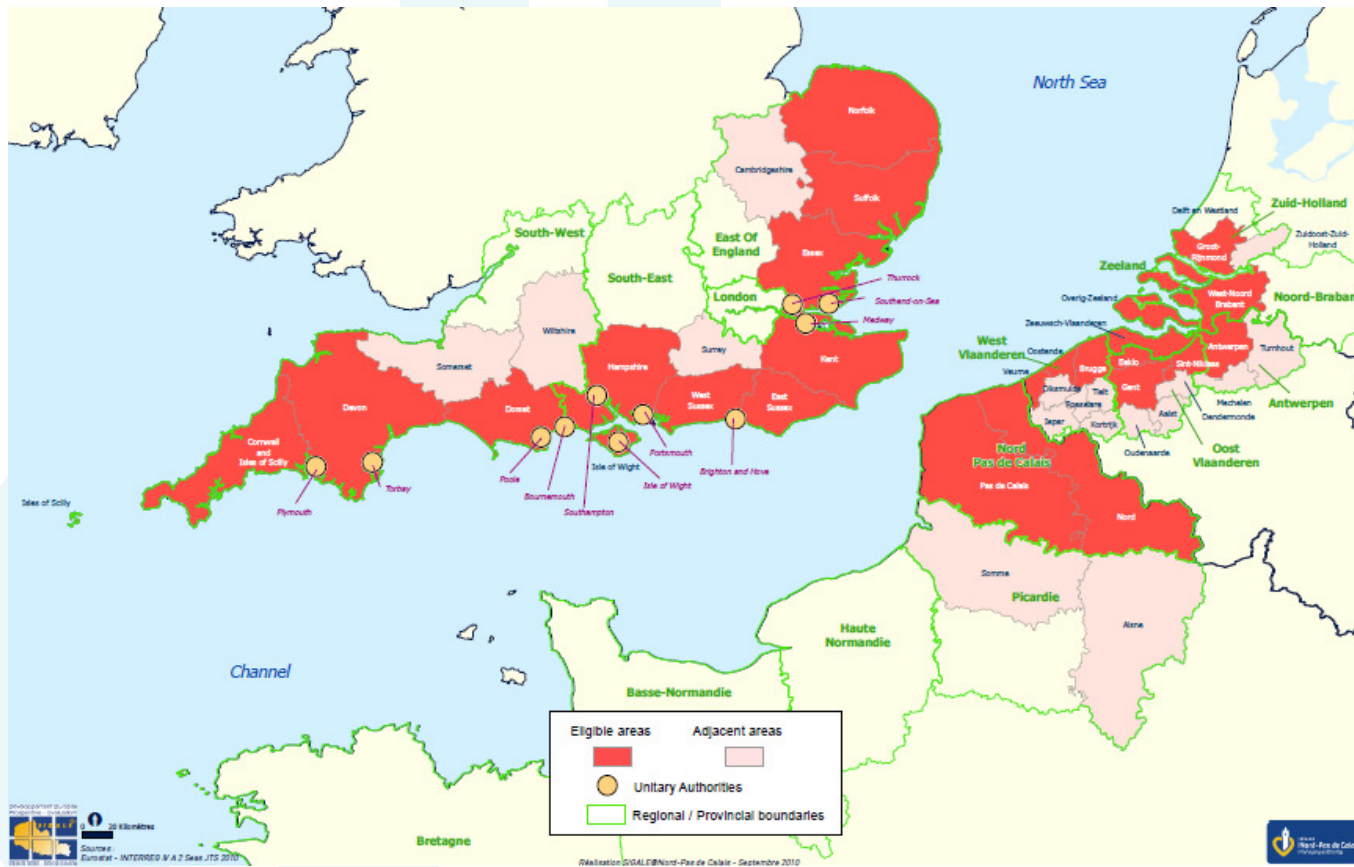 North Sea
Norfolk
Cambridgeshire
Suffolk
Delft en Westland
Zuid-Holland
South-West
East Of
England
Essex
Groot-
Rijnmond
Zuidoost-Zuid-
Holland
South-East
Zeeland
Thurrock
London
Southend-on-Sea
Overig-Zeeland
West-Noord
Brabant
Noord-Braban
Medway
Zeeuwsch-Vlaanderen
Wiltshire
West
Vlaanderen
Oostende
Antwerpen
Turnhout
Surrey
Kent
Somerset
Hampshire
Veurne
Brugge
Eeklo
Sint-Niklaas
Diksmuide
Tielt
Gent
Mechelen
Devon
Dorset
West
Sussex
East
Sussex
Roeselare
Aalst
Dendermonde
Antwerpen
Ieper
Kortrijk
Cornwall
and
Isles of Scilly
Nord
Pas de Calais
Oudenaarde
Oost
Vlaanderen
Isle of Wight
Portsmouth
Poole
Isle of Wight
Brighton and Hove
Torbay
Bournemouth
Pas de Calais
Isles of Scilly
Plymouth
Southampton
Nord
Somme
Picardie
Haute
Normandie
Aisne
Channel
Basse-Normandie
Eligible areas
Adjacent areas
Unitary Authorities
Regional / Provincial boundaries
Bretagne
0 20 Kilomètres
Sources :
Eurostat - INTERREG IV A 2 Seas JTS 2010
Réalisation SIGALE®Nord-Pas de Calais - Septembre 2010
Nord-Pas de Calais